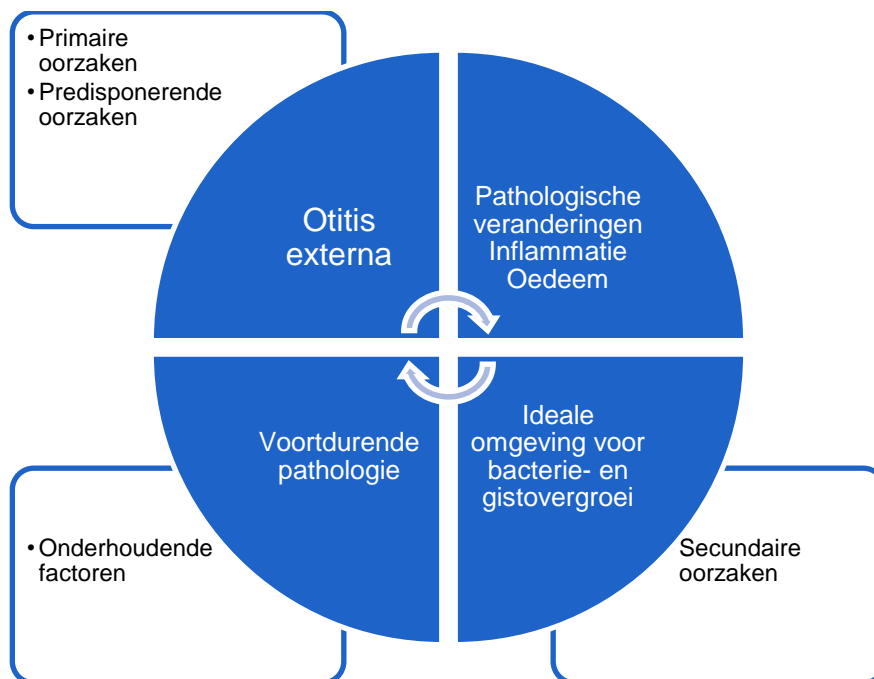 • Primaire
oorzaken
• Predisponerende
oorzaken
Otitis
externa
Pathologische
veranderingen
Inflammatie
Oedeem
Voortdurende
pathologie
Ideale
omgeving voor
bacterie- en
gistovergroei
• Onderhoudende
factoren
Secundaire
oorzaken